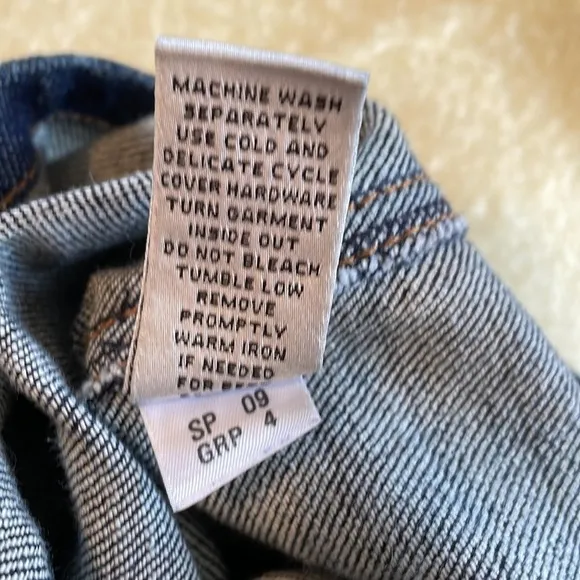 MACHINE WASH
SEPARATELY
USE COLD AND
DELICATE CYCLE
COVER HARDWARE
TURN GARMENT
INSIDE OUT
DO NOT BLEACH
TUMBLE LOW
REMOVE
PROMPTLY
WARM IRON
IF NEEDED
FOR
SP 09
GRP 4